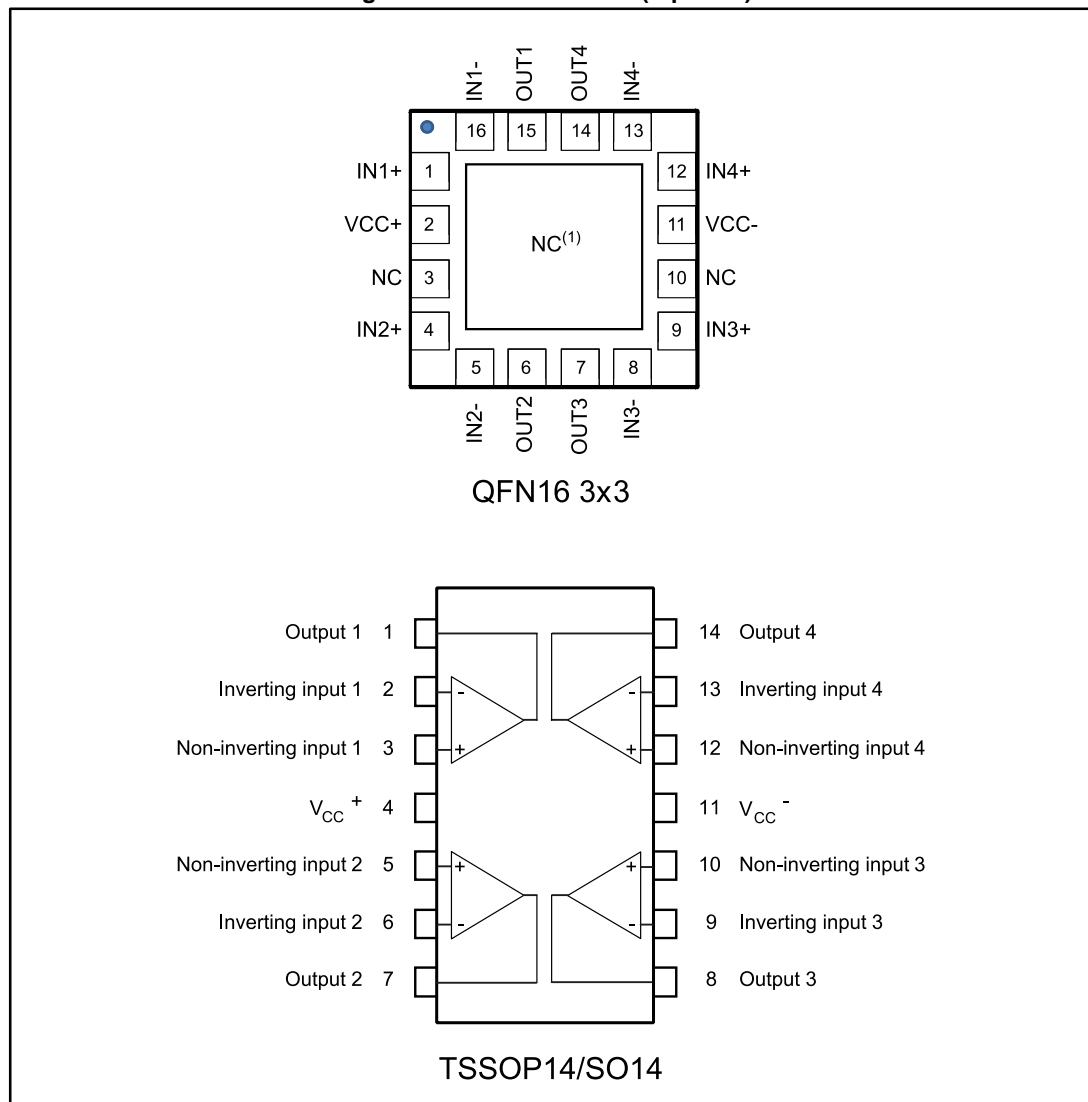 IN1-
OUT1
OUT4
IN4-
16
15
14
13
IN1+ 1
12 IN4+
VCC+ 2
11 VCC-
NC 3
10 NC
IN2+ 4
9 IN3+
NC(1)
5
6
7
8
IN2-
OUT2
OUT3
IN3-
QFN16 3x3
Output 1 1
14 Output 4
Inverting input 1 2
13 Inverting input 4
-
-
Non-inverting input 1 3
12 Non-inverting input 4
+
+
VCC + 4
11 VCC -
Non-inverting input 2 5
10 Non-inverting input 3
+
+
Inverting input 2 6
9 Inverting input 3
-
-
Output 2 7
8 Output 3
TSSOP14/SO14